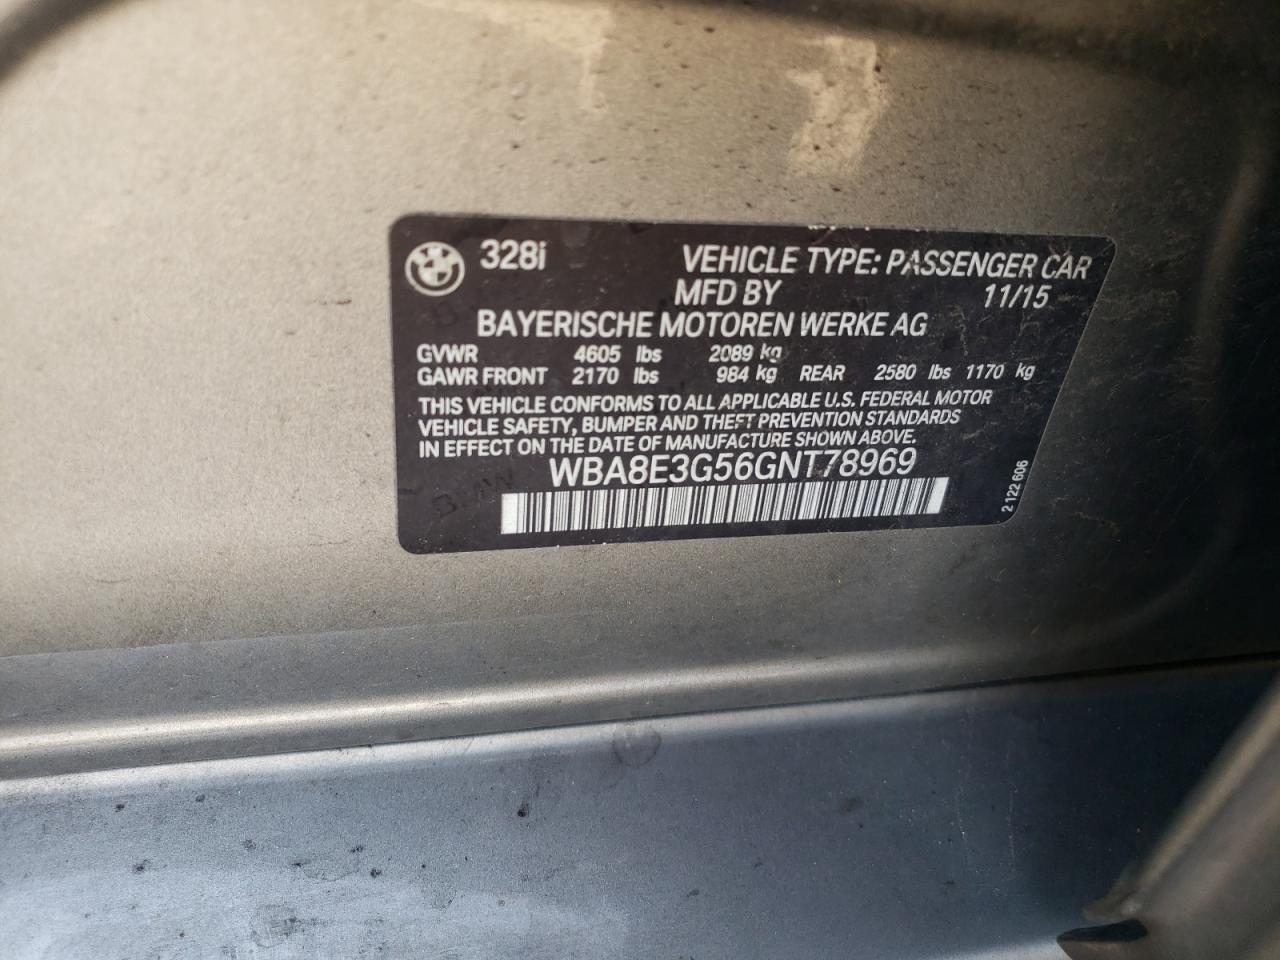 328i VEHICLE TYPE: PASSENGER CAR
MFD BY 11/15
BAYERISCHE MOTOREN WERKE AG
GVWR 4605 lbs 2089 kg
GAWR FRONT 2170 lbs 984 kg REAR 2580 lbs 1170 kg
THIS VEHICLE CONFORMS TO ALL APPLICABLE U.S. FEDERAL MOTOR
VEHICLE SAFETY, BUMPER AND THEFT PREVENTION STANDARDS
IN EFFECT ON THE DATE OF MANUFACTURE SHOWN ABOVE.
WBA8E3G56GNT78969
2 122 606